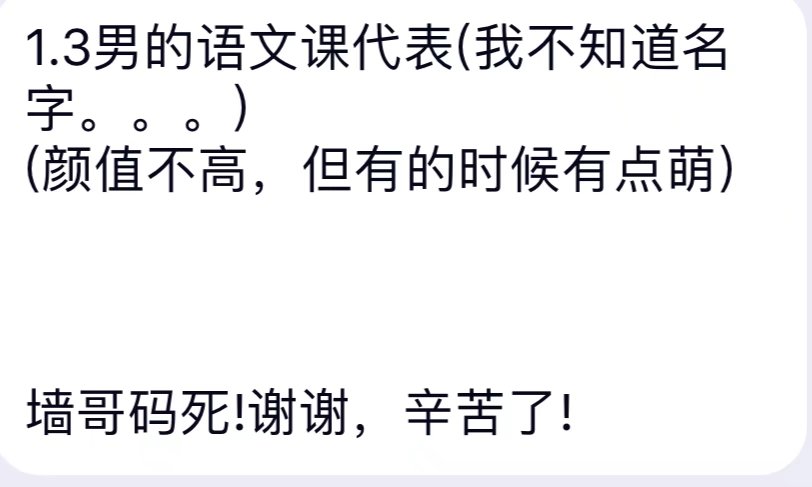 1.3男的语文课代表(我不知道名
字。。。)
(颜值不高，但有的时候有点萌)
墙哥码死!谢谢，辛苦了!